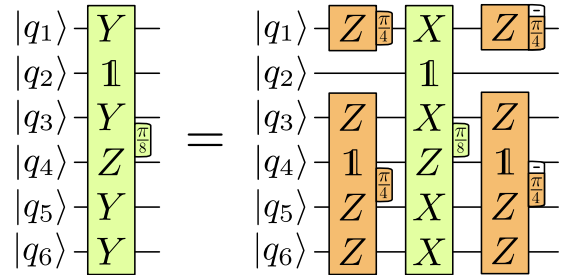 |q₁⟩ Y |q₁⟩ Z π/4 X Z -π/4
|q₂⟩ 𝟙 |q₂⟩ 𝟙
|q₃⟩ Y |q₃⟩ Z X Z
π/8 = π/8
|q₄⟩ Z |q₄⟩ 𝟙 Z 𝟙
π/4 -π/4
|q₅⟩ Y |q₅⟩ Z X Z
|q₆⟩ Y |q₆⟩ Z X Z